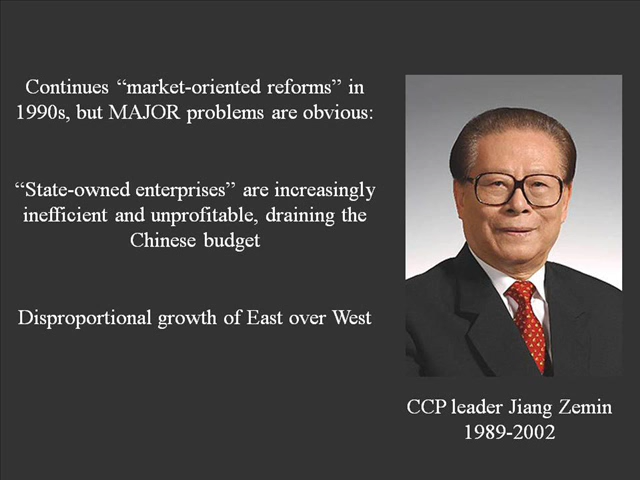 Continues “market-oriented reforms” in
1990s, but MAJOR problems are obvious:
“State-owned enterprises” are increasingly
inefficient and unprofitable, draining the
Chinese budget
Disproportional growth of East over West
CCP leader Jiang Zemin
1989-2002